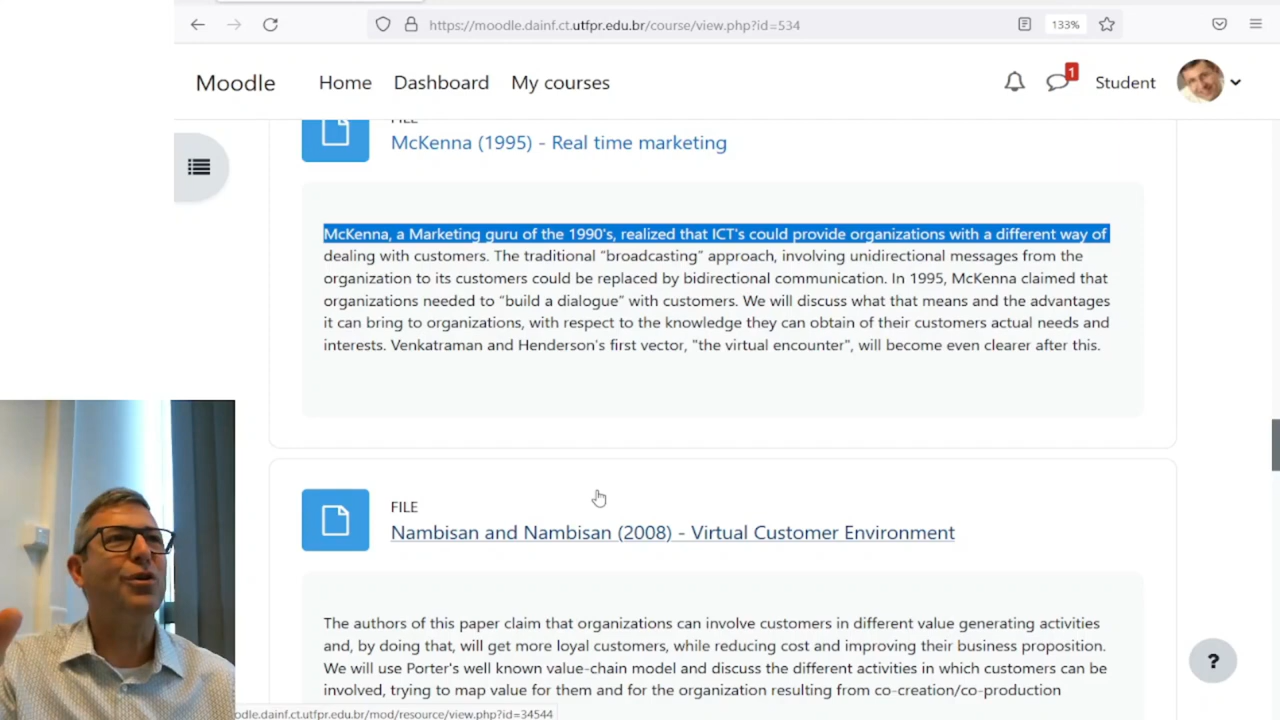 https://moodle.dainf.ct.utfpr.edu.br/course/view.php?id=534
133%
Moodle
Home
Dashboard
My courses
1
Student
FILE
McKenna (1995) - Real time marketing
McKenna, a Marketing guru of the 1990's, realized that ICT's could provide organizations with a different way of
dealing with customers. The traditional “broadcasting” approach, involving unidirectional messages from the
organization to its customers could be replaced by bidirectional communication. In 1995, McKenna claimed that
organizations needed to “build a dialogue” with customers. We will discuss what that means and the advantages
it can bring to organizations, with respect to the knowledge they can obtain of their customers actual needs and
interests. Venkatraman and Henderson's first vector, "the virtual encounter”, will become even clearer after this.
FILE
Nambisan and Nambisan (2008) - Virtual Customer Environment
The authors of this paper claim that organizations can involve customers in different value generating activities
and, by doing that, will get more loyal customers, while reducing cost and improving their business proposition.
We will use Porter's well known value-chain model and discuss the different activities in which customers can be
involved, trying to map value for them and for the organization resulting from co-creation/co-production
?
odle.dainf.ct.utfpr.edu.br/mod/resource/view.php?id=34544